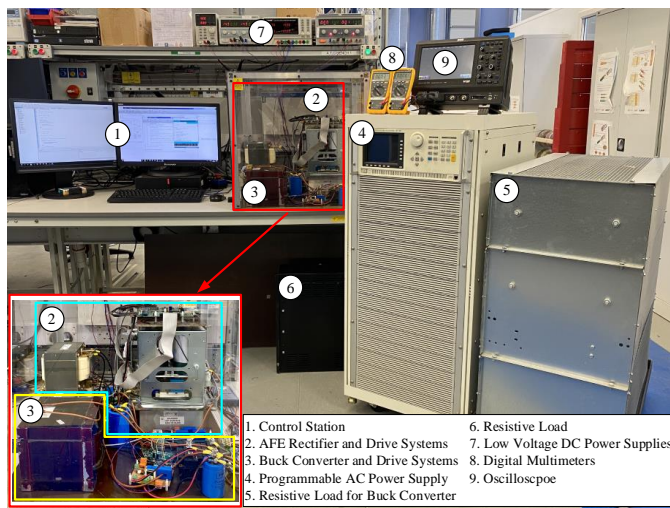 7
8
9
2
1
4
3
5
6
2
3
1. Control Station
2. AFE Rectifier and Drive Systems
3. Buck Converter and Drive Systems
4. Programmable AC Power Supply
5. Resistive Load for Buck Converter
6. Resistive Load
7. Low Voltage DC Power Supplies
8. Digital Multimeters
9. Oscilloscpoe